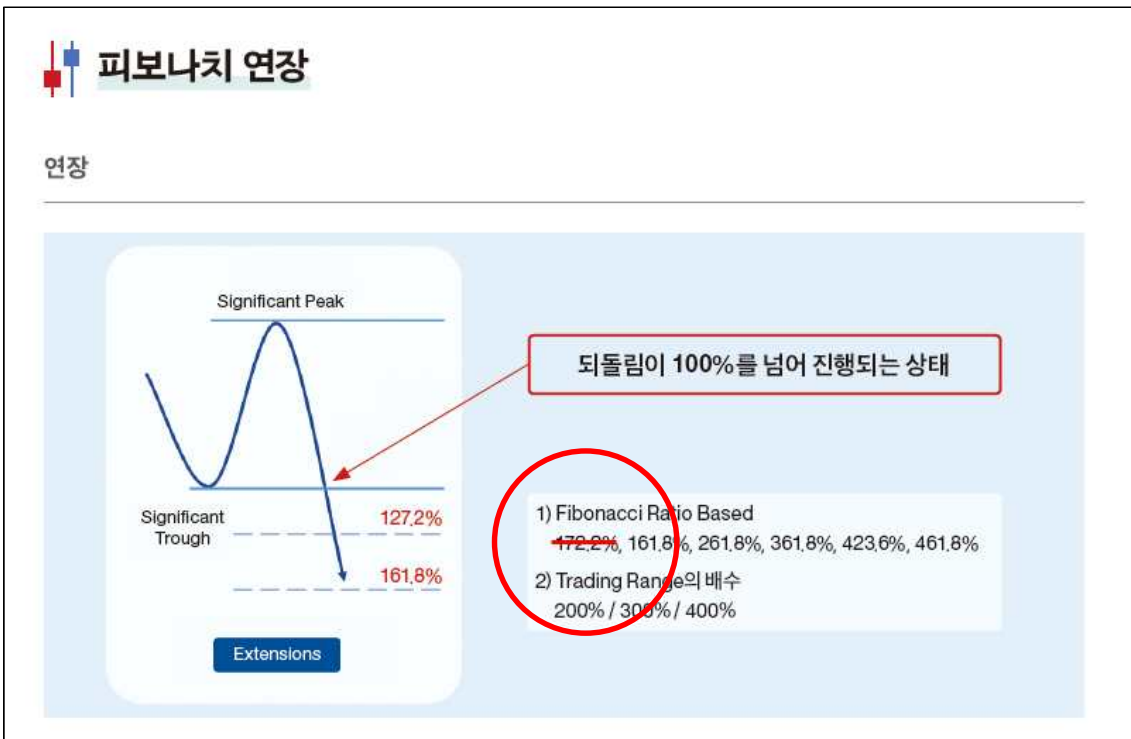 피보나치 연장
연장
Significant Peak
되돌림이 100%를 넘어 진행되는 상태
Significant
Trough
127.2%
161.8%
1) Fibonacci Ratio Based
172.2%, 161.8%, 261.8%, 361.8%, 423.6%, 461.8%
2) Trading Range의 배수
200% / 300% / 400%
Extensions